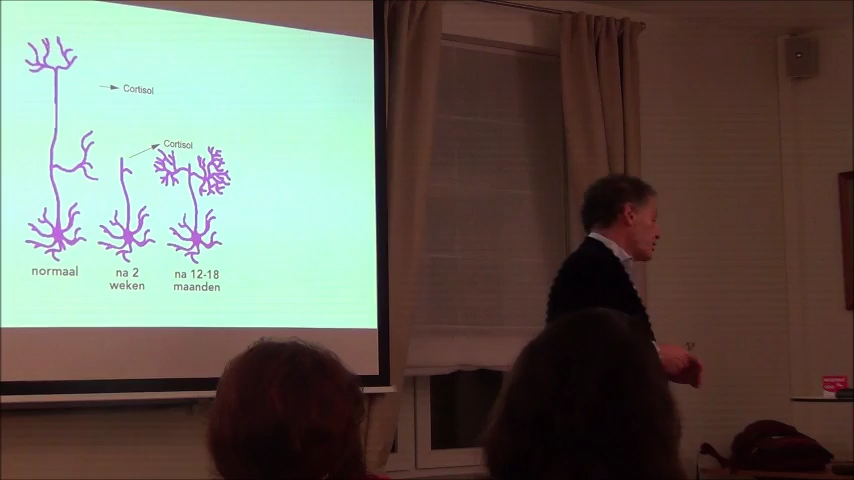 Cortisol
Cortisol
normaal
na 2
weken
na 12-18
maanden